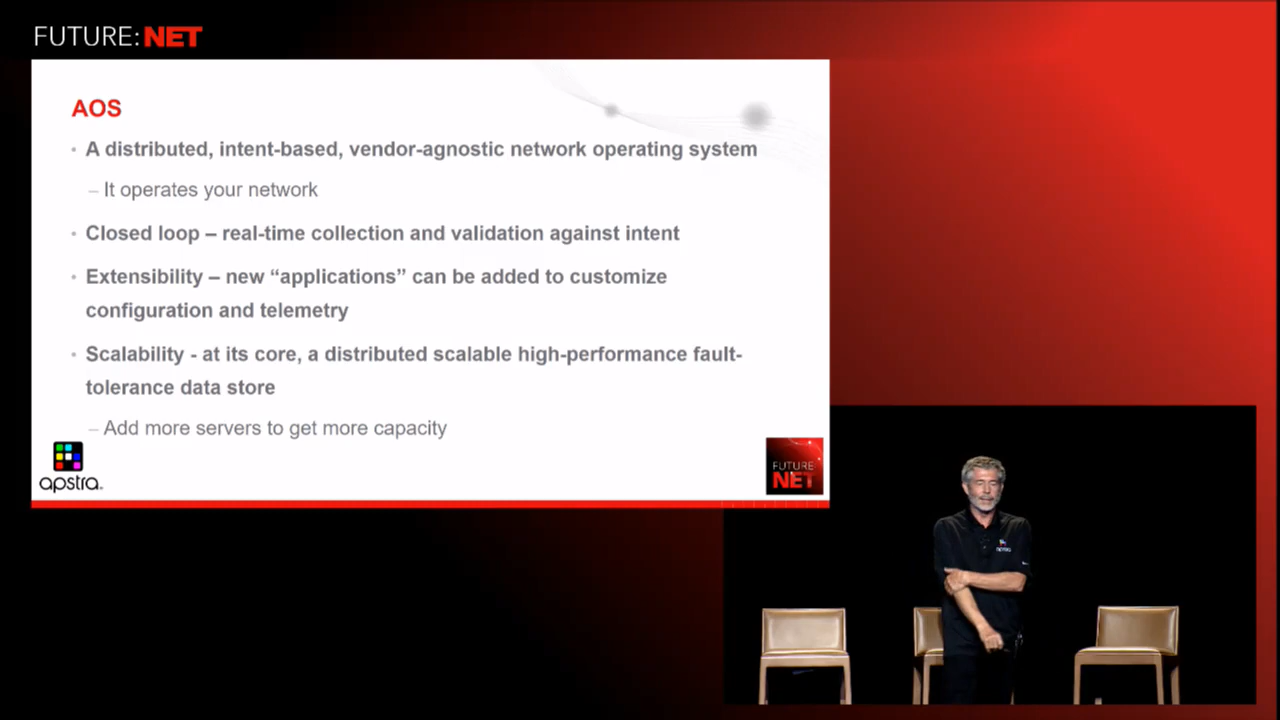 FUTURE:NET
AOS
• A distributed, intent-based, vendor-agnostic network operating system
– It operates your network
• Closed loop – real-time collection and validation against intent
• Extensibility – new “applications” can be added to customize
configuration and telemetry
• Scalability - at its core, a distributed scalable high-performance fault-
tolerance data store
– Add more servers to get more capacity
apstra.
FUTURE:
NET